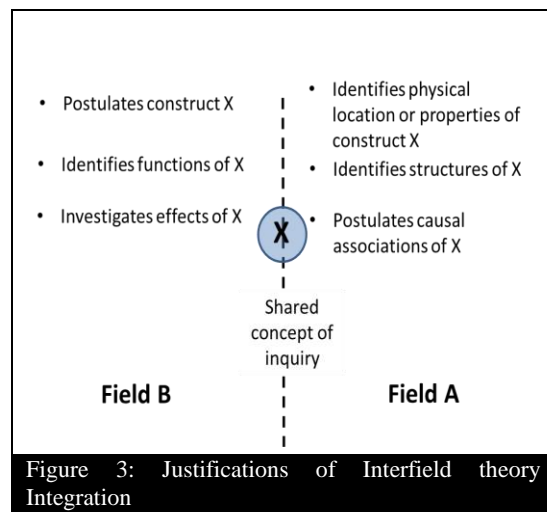 • Postulates construct X
• Identifies functions of X
• Investigates effects of X
• Identifies physical
location or properties of
construct X
• Identifies structures of X
• Postulates causal
associations of X
X
Shared
concept of
inquiry
Field B
Field A
Figure 3: Justifications of Interfield theory
Integration